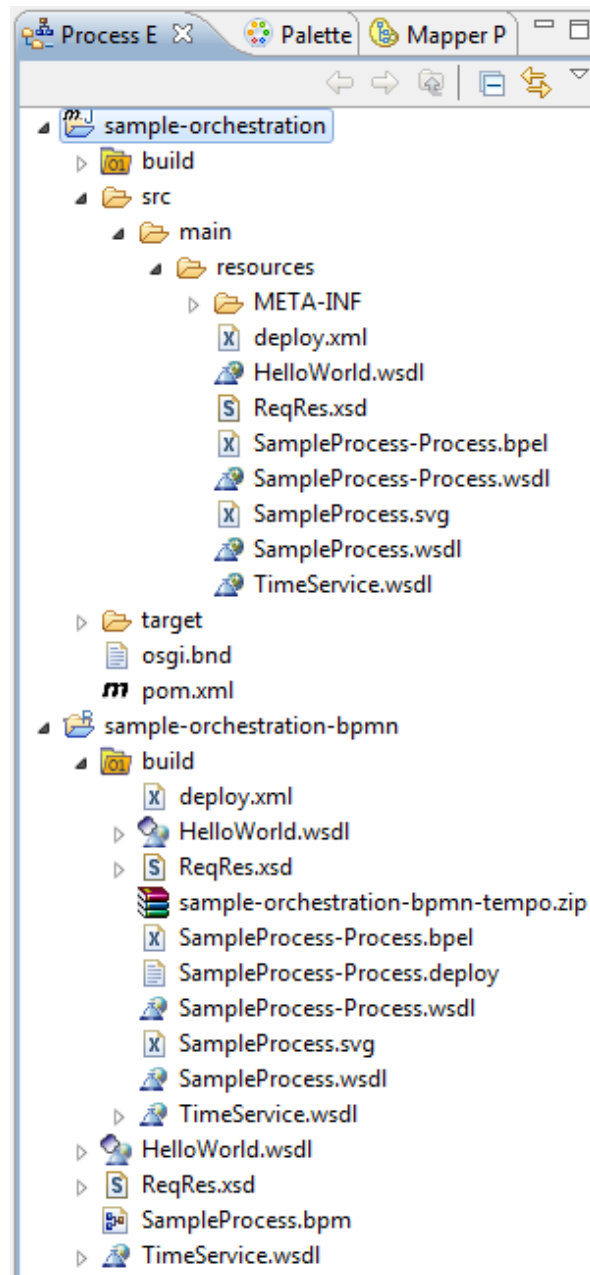 Process E Palette Mapper P
sample-orchestration
build
src
main
resources
META-INF
deploy.xml
HelloWorld.wsdl
ReqRes.xsd
SampleProcess-Process.bpel
SampleProcess-Process.wsdl
SampleProcess.svg
SampleProcess.wsdl
TimeService.wsdl
target
osgi.bnd
pom.xml
sample-orchestration-bpmn
build
deploy.xml
HelloWorld.wsdl
ReqRes.xsd
sample-orchestration-bpmn-tempo.zip
SampleProcess-Process.bpel
SampleProcess-Process.deploy
SampleProcess-Process.wsdl
SampleProcess.svg
SampleProcess.wsdl
TimeService.wsdl
HelloWorld.wsdl
ReqRes.xsd
SampleProcess.bpm
TimeService.wsdl